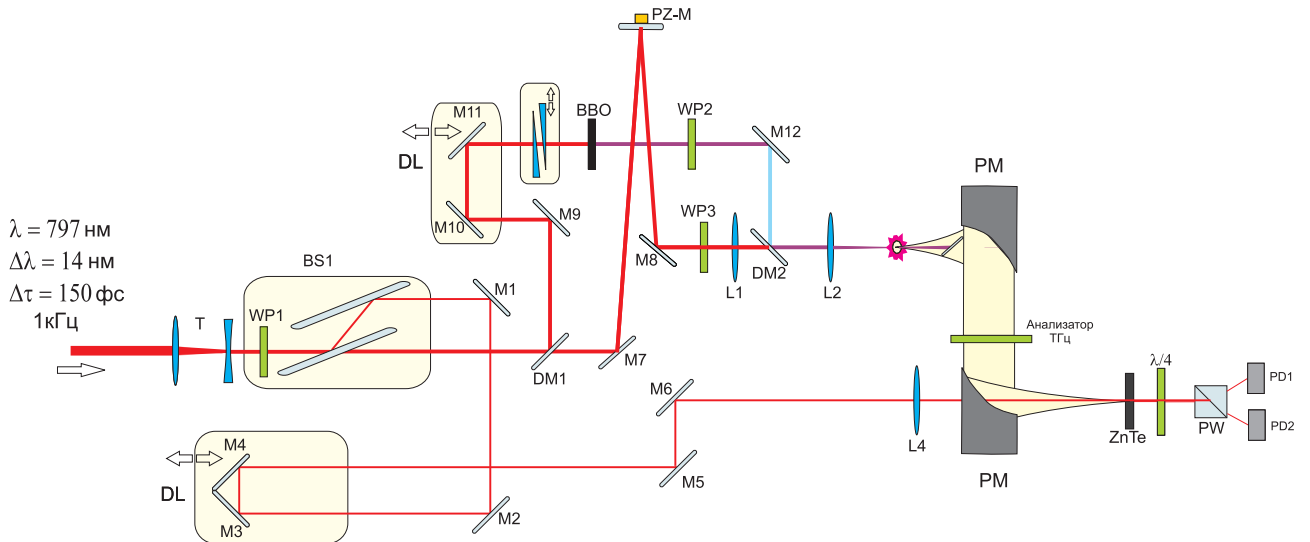 PZ-M
M11
BBO
WP2
M12
DL
PM
M10
M9
WP3
λ = 797 нм
Δλ = 14 нм
Δτ = 150 фс
1кГц
M8
L1
DM2
L2
BS1
M1
T
WP1
Анализатор
ТГц
DM1
M7
λ/4
M6
PD1
L4
ZnTe
PW
PD2
M4
DL
M5
PM
M3
M2